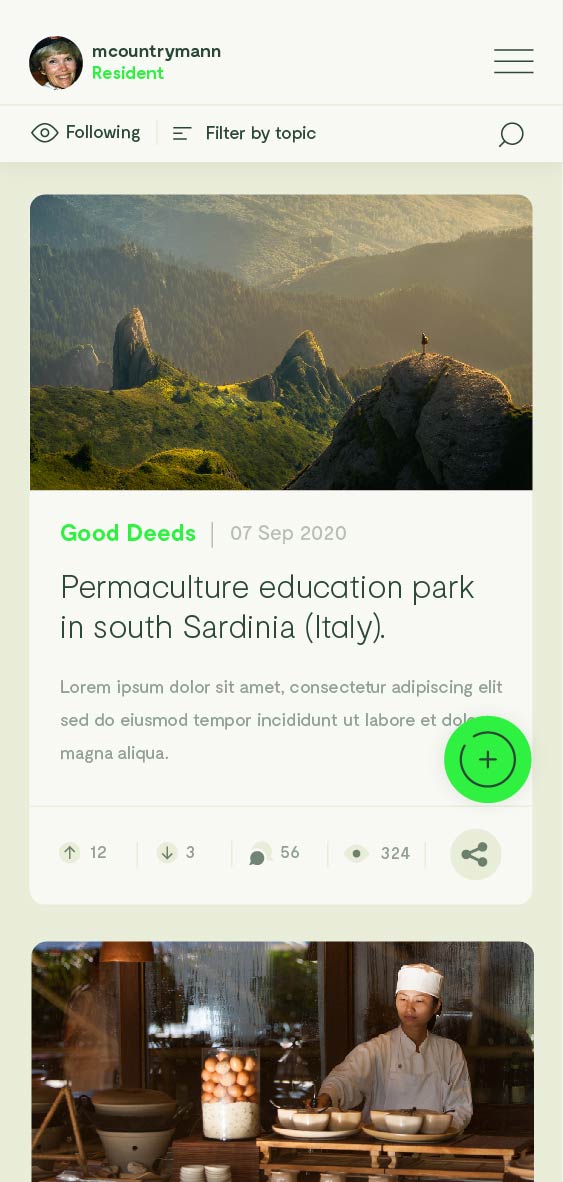 mcountrymann
Resident
Following
Filter by topic
Good Deeds | 07 Sep 2020
Permaculture education park
in south Sardinia (Italy).
Lorem ipsum dolor sit amet, consectetur adipiscing elit
sed do eiusmod tempor incididunt ut labore et
magna aliqua.
12 3 56 324